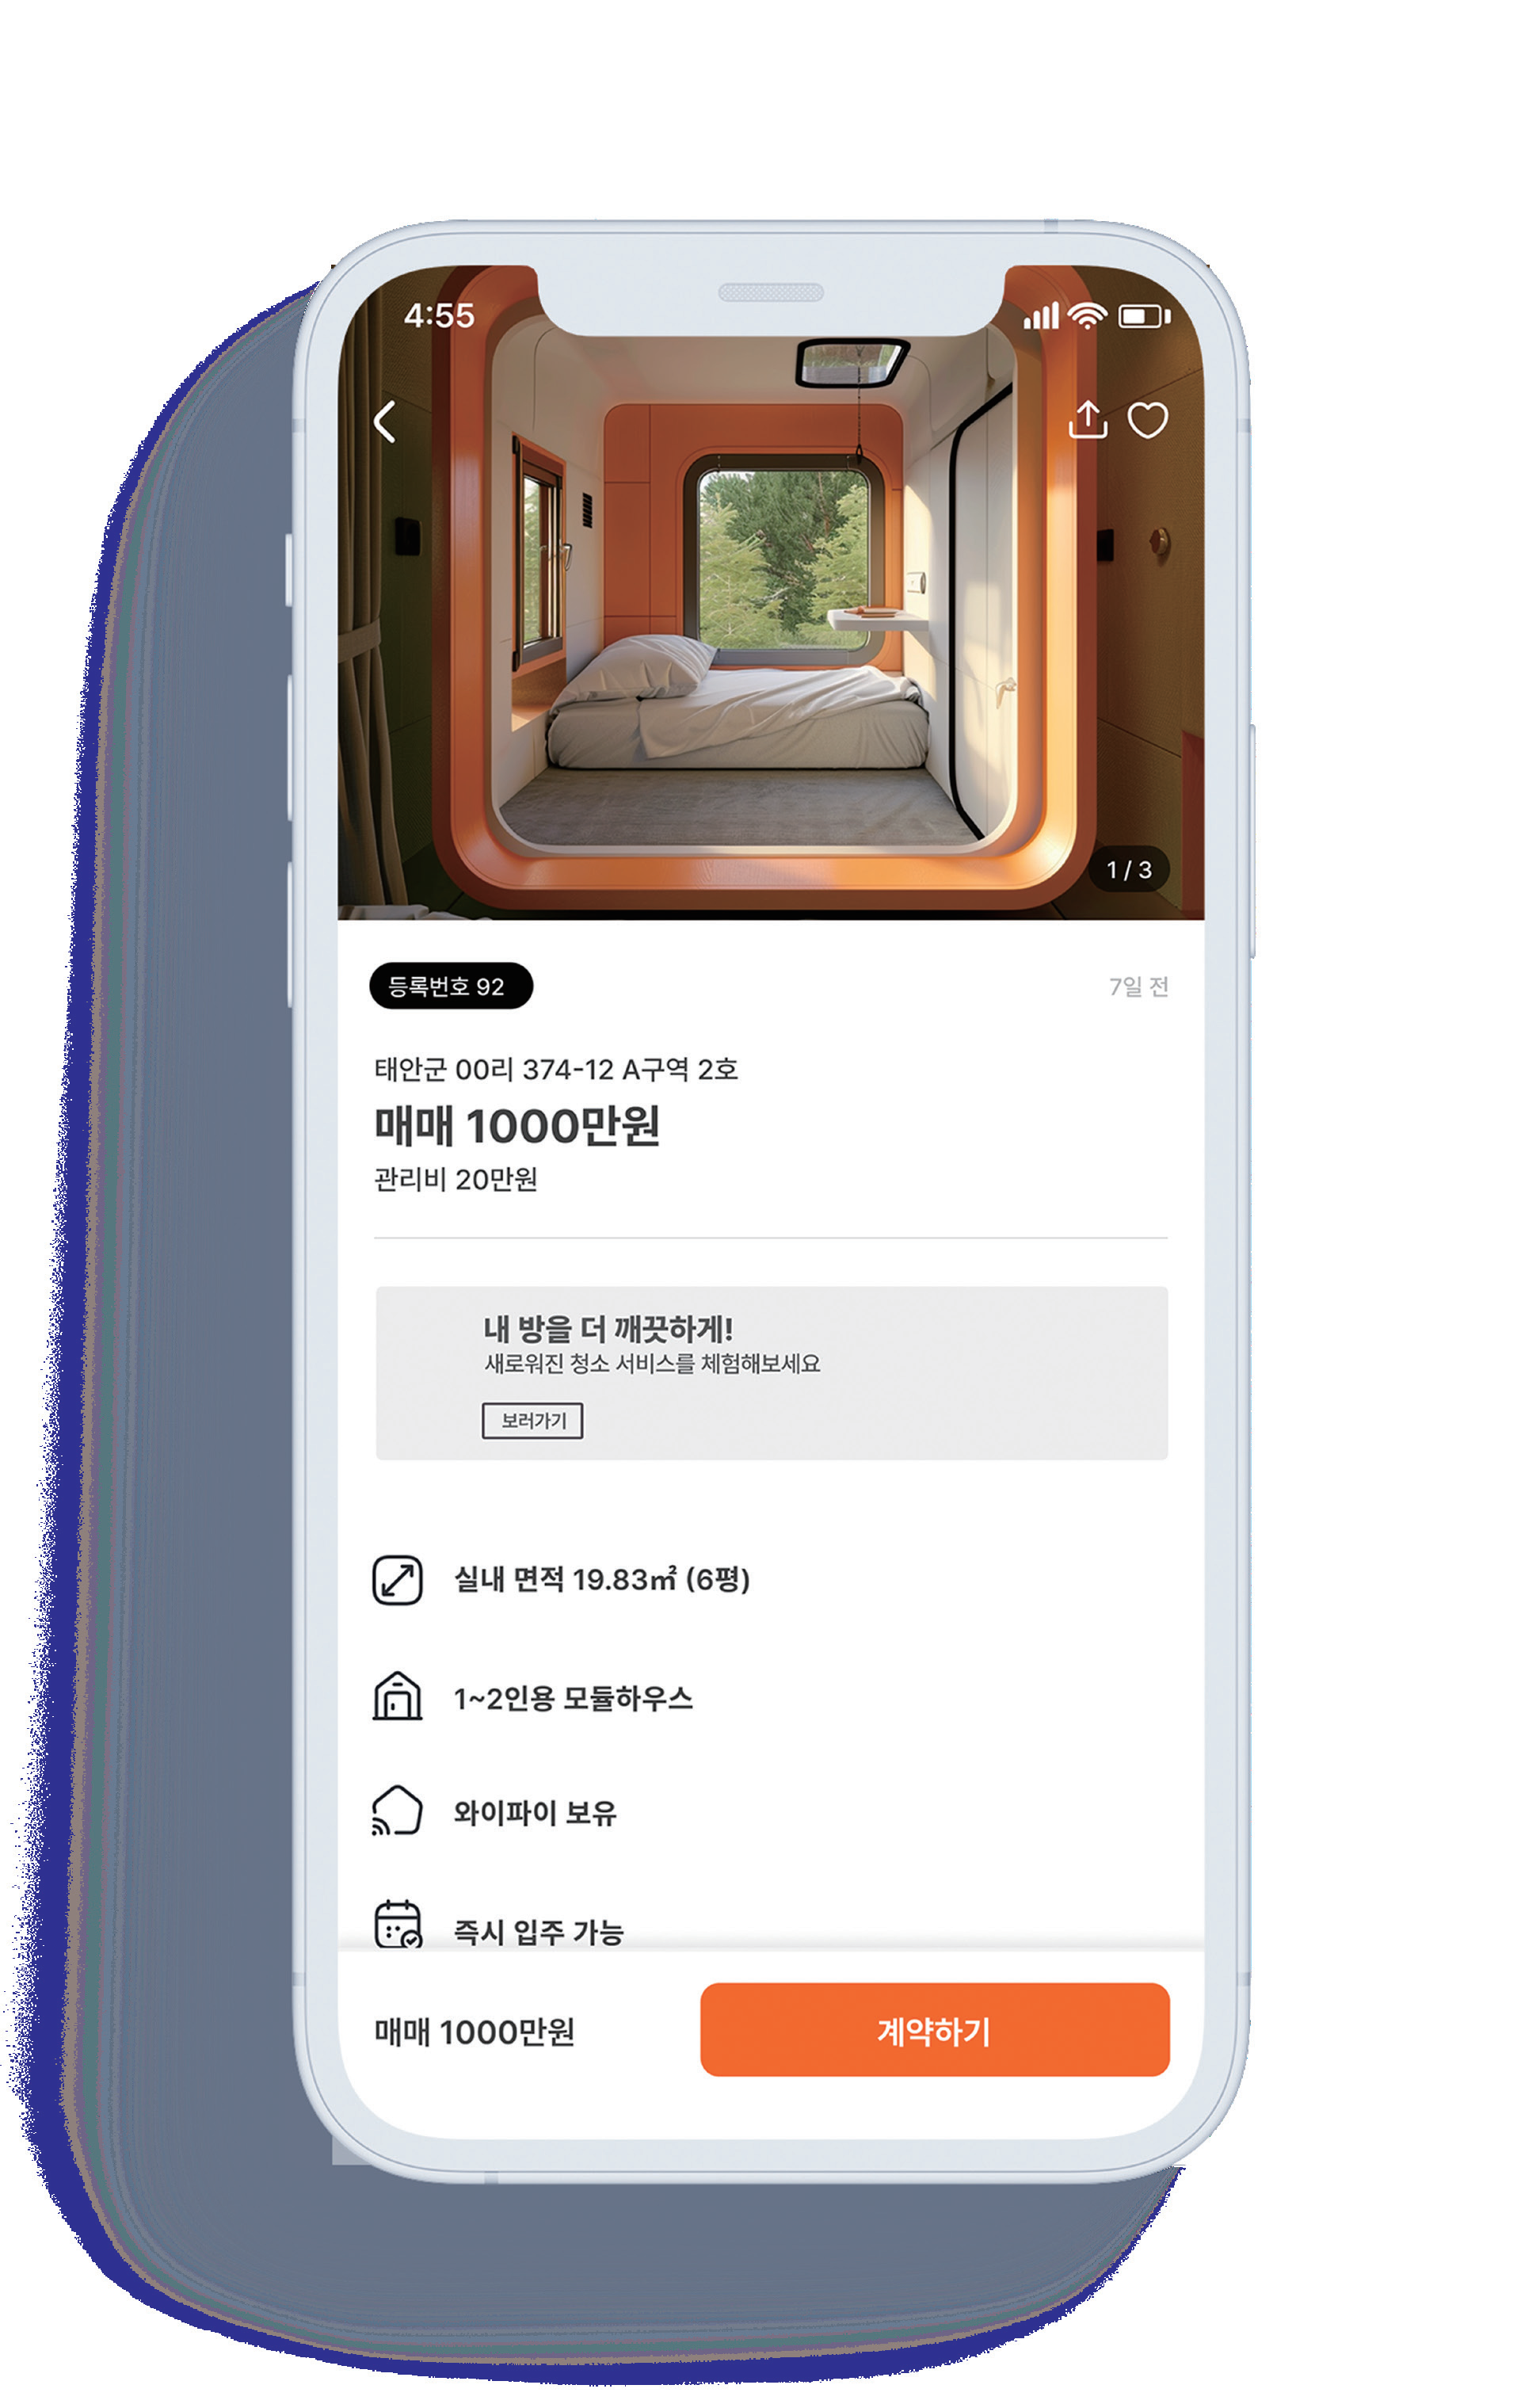 4:55
1 / 3
등록번호 92
7일 전
태안군 00리 374-12 A구역 2호
매매 1000만원
관리비 20만원
내 방을 더 깨끗하게!
새로워진 청소 서비스를 체험해보세요
보러가기
실내 면적 19.83㎡ (6평)
1~2인용 모듈하우스
와이파이 보유
즉시 입주 가능
매매 1000만원
계약하기